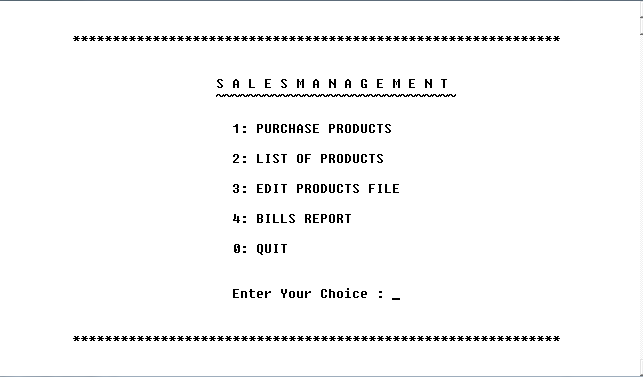 *************************************************************
S A L E S M A N A G E M E N T
~~~~~~~~~~~~~~~~~~~~~~~~~~~~~~
1: PURCHASE PRODUCTS
2: LIST OF PRODUCTS
3: EDIT PRODUCTS FILE
4: BILLS REPORT
0: QUIT
Enter Your Choice : _
*************************************************************